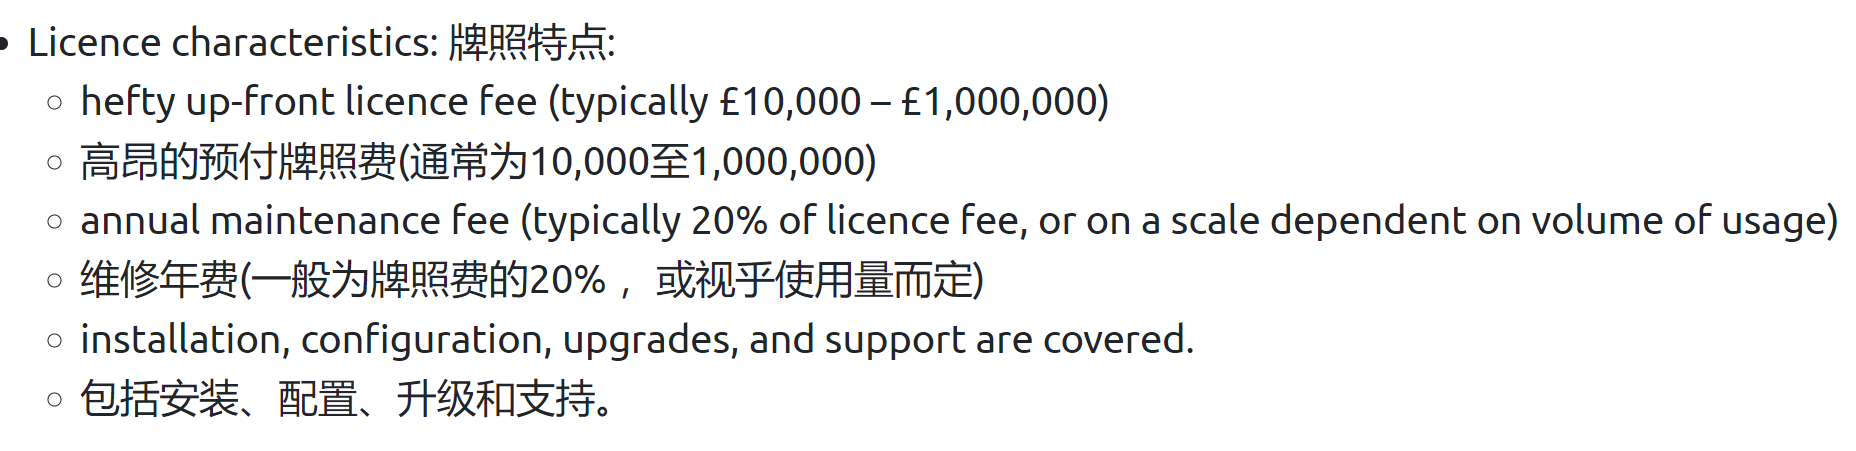 Licence characteristics: 牌照特点:
hefty up-front licence fee (typically £10,000 – £1,000,000)
高昂的预付牌照费(通常为10,000至1,000,000)
annual maintenance fee (typically 20% of licence fee, or on a scale dependent on volume of usage)
维修年费(一般为牌照费的20% ，或视乎使用量而定)
installation, configuration, upgrades, and support are covered.
包括安装、配置、升级和支持。